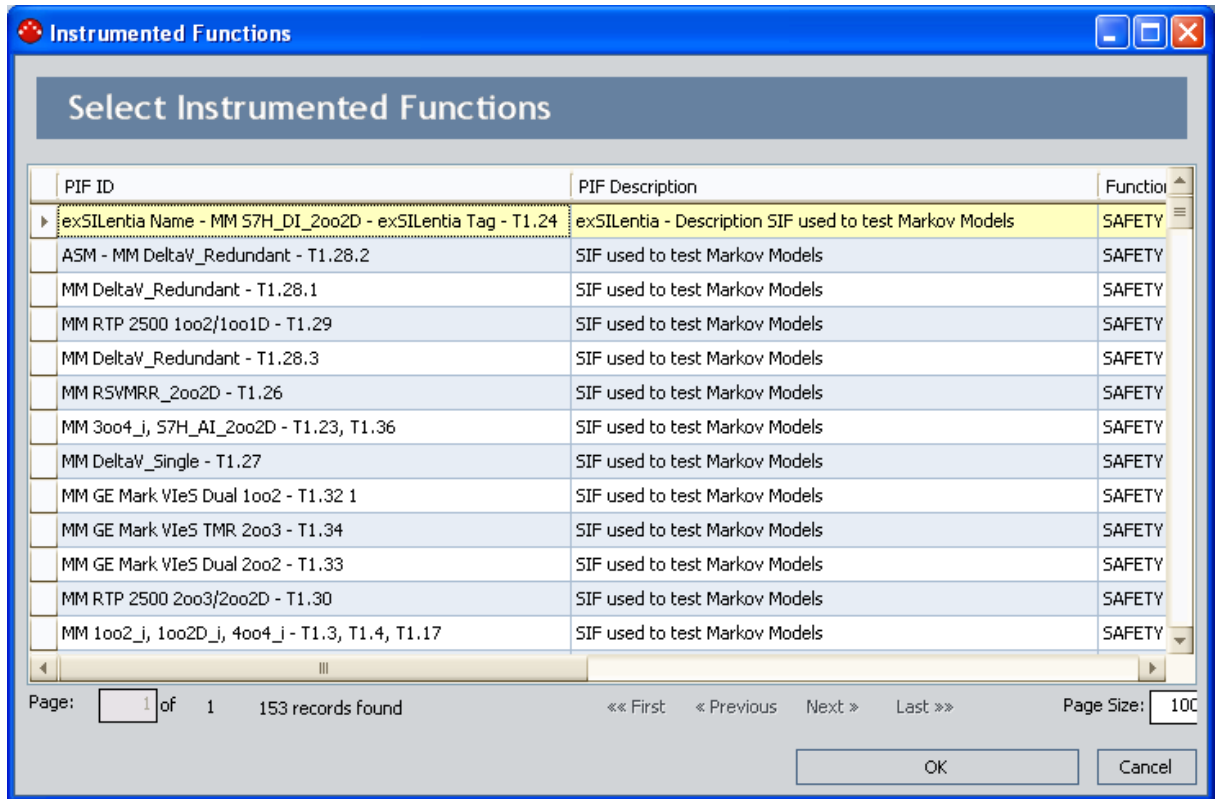 Instrumented Functions
Select Instrumented Functions
PIF ID PIF Description Function
exSILentia Name - MM S7H_DI_2oo2D - exSILentia Tag - T1.24 exSILentia - Description SIF used to test Markov Models SAFETY
ASM - MM DeltaV_Redundant - T1.28.2 SIF used to test Markov Models SAFETY
MM DeltaV_Redundant - T1.28.1 SIF used to test Markov Models SAFETY
MM RTP 2500 1oo2/1oo1D - T1.29 SIF used to test Markov Models SAFETY
MM DeltaV_Redundant - T1.28.3 SIF used to test Markov Models SAFETY
MM RSVMRR_2oo2D - T1.26 SIF used to test Markov Models SAFETY
MM 3oo4_i, S7H_AI_2oo2D - T1.23, T1.36 SIF used to test Markov Models SAFETY
MM DeltaV_Single - T1.27 SIF used to test Markov Models SAFETY
MM GE Mark VIeS Dual 1oo2 - T1.32 1 SIF used to test Markov Models SAFETY
MM GE Mark VIeS TMR 2oo3 - T1.34 SIF used to test Markov Models SAFETY
MM GE Mark VIeS Dual 2oo2 - T1.33 SIF used to test Markov Models SAFETY
MM RTP 2500 2oo3/2oo2D - T1.30 SIF used to test Markov Models SAFETY
MM 1oo2_i, 1oo2D_i, 4oo4_i - T1.3, T1.4, T1.17 SIF used to test Markov Models SAFETY
Page: 1 of 1 153 records found «« First « Previous Next » Last »» Page Size: 100
OK Cancel